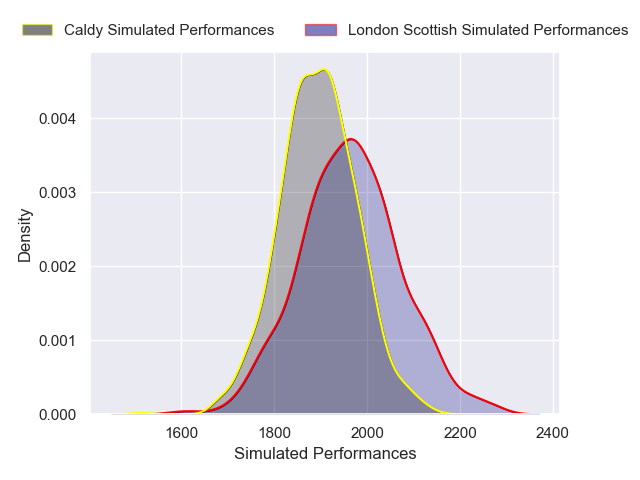 Caldy Simulated Performances London Scottish Simulated Performances
0.004
0.003
0.002
0.001
0.000
Density
1600 1800 2000 2200 2400
Simulated Performances